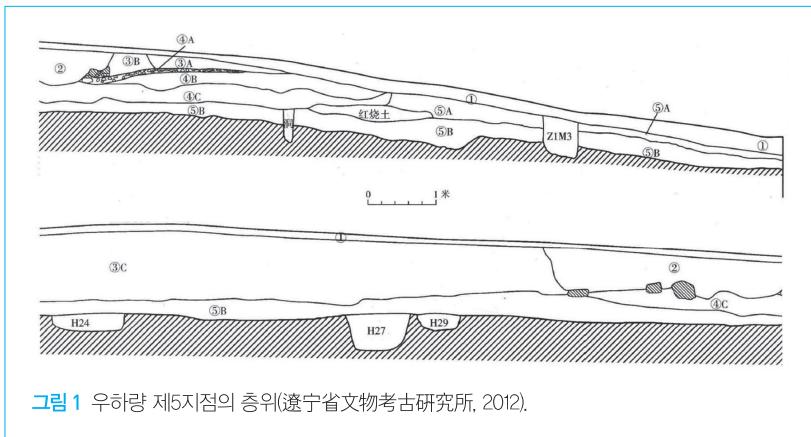 ④A
② ③B ③A
④B
④C ① ⑤A
⑤B 洞 红烧土 ⑤A ⑤B Z1M3 ⑤B ①
0 1 米
①
③C ②
⑤B ④C
H24 H27 H29
그림 1 우하량 제5지점의 층위(遼宁省文物考古研究所, 2012).